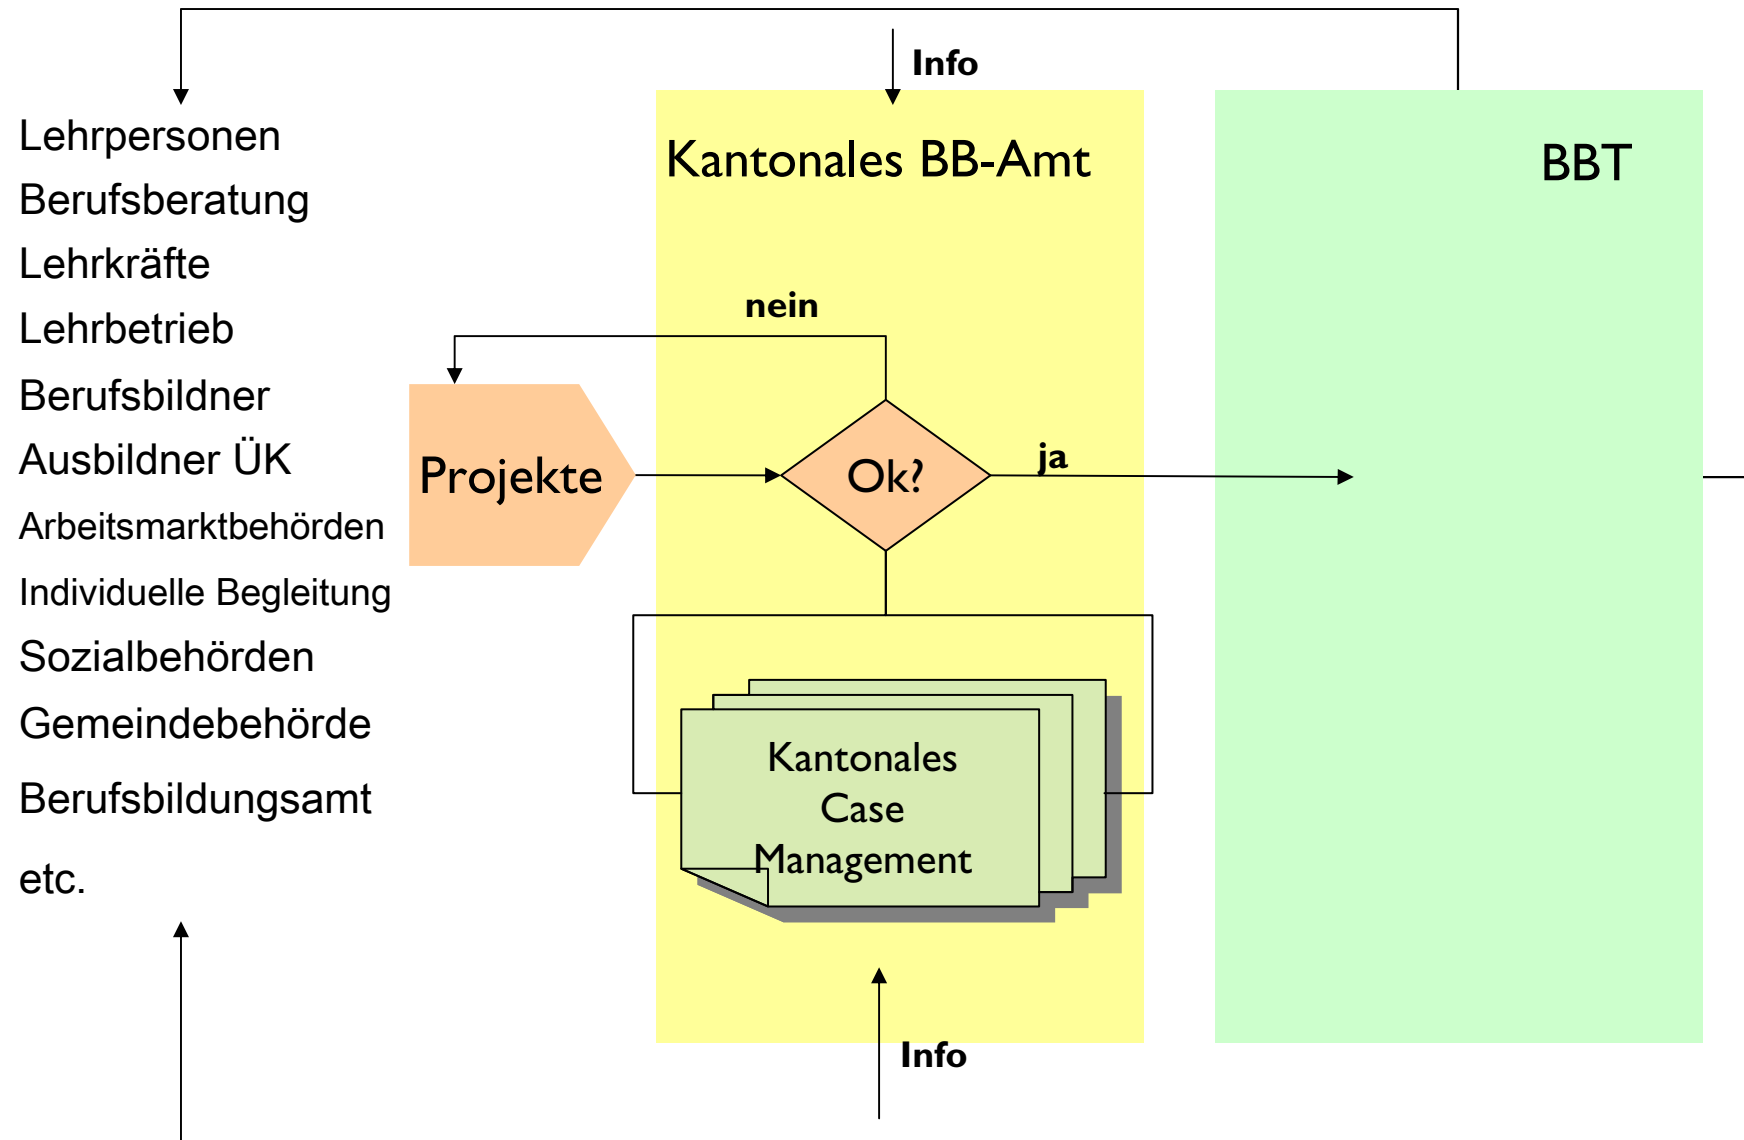 Info
Lehrpersonen
Berufsberatung
Lehrkräfte
Lehrbetrieb
Berufsbildner
Ausbildner ÜK
Arbeitsmarktbehörden
Individuelle Begleitung
Sozialbehörden
Gemeindebehörde
Berufsbildungsamt
etc.
Projekte
Kantonales BB-Amt
nein
Ok?
ja
Kantonales
Case
Management
Info
BBT